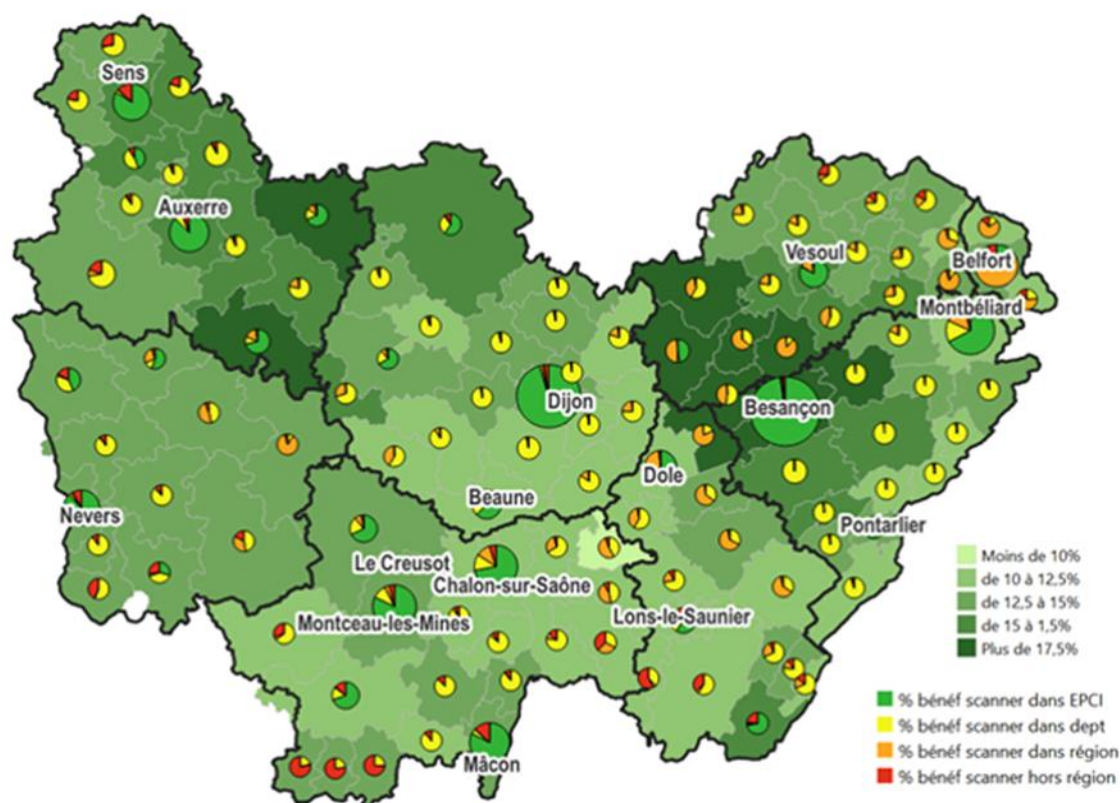 Sens
Auxerre
Vesoul
Belfort
Montbéliard
Dijon
Besançon
Dole
Beaune
Nevers
Pontarlier
Le Creusot
Chalon-sur-Saône
Montceau-les-Mines
Lons-le-Saunier
Mâcon
Moins de 10%
de 10 à 12,5%
de 12,5 à 15%
de 15 à 1,5%
Plus de 17,5%
% bénéf scanner dans EPCI
% bénéf scanner dans dept
% bénéf scanner dans région
% bénéf scanner hors région